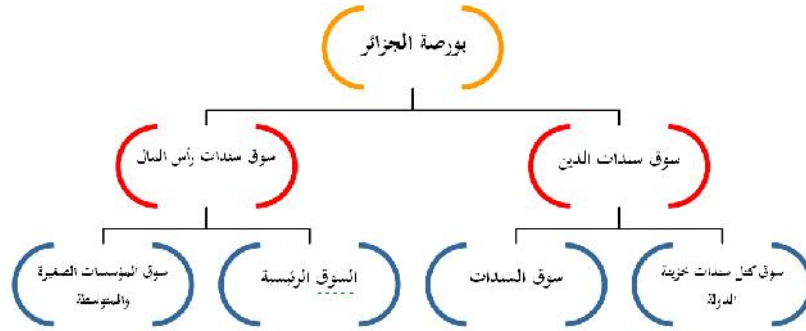 بورصة الجزائر
سوق سندات الدين
سوق سندات رأس المال
سوق كتل سندات خزينة
الدولة
سوق السندات
السوق الرئيسة
سوق المؤسسات الصغيرة
والمتوسطة